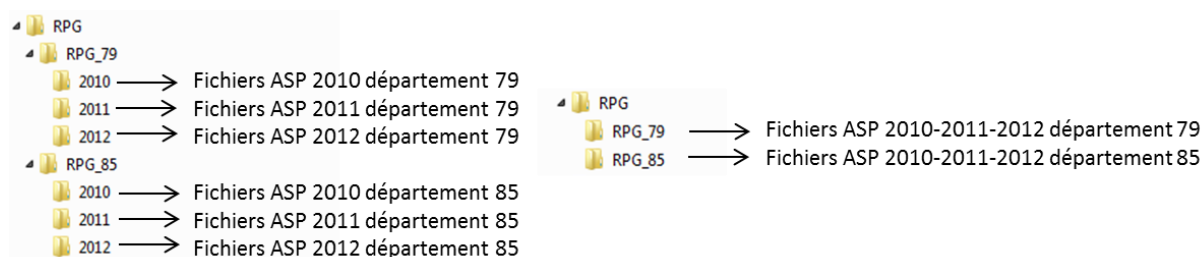 RPG
RPG_79
2010 Fichiers ASP 2010 département 79
2011 Fichiers ASP 2011 département 79
2012 Fichiers ASP 2012 département 79
RPG_85
2010 Fichiers ASP 2010 département 85
2011 Fichiers ASP 2011 département 85
2012 Fichiers ASP 2012 département 85
RPG
RPG_79 Fichiers ASP 2010-2011-2012 département 79
RPG_85 Fichiers ASP 2010-2011-2012 département 85